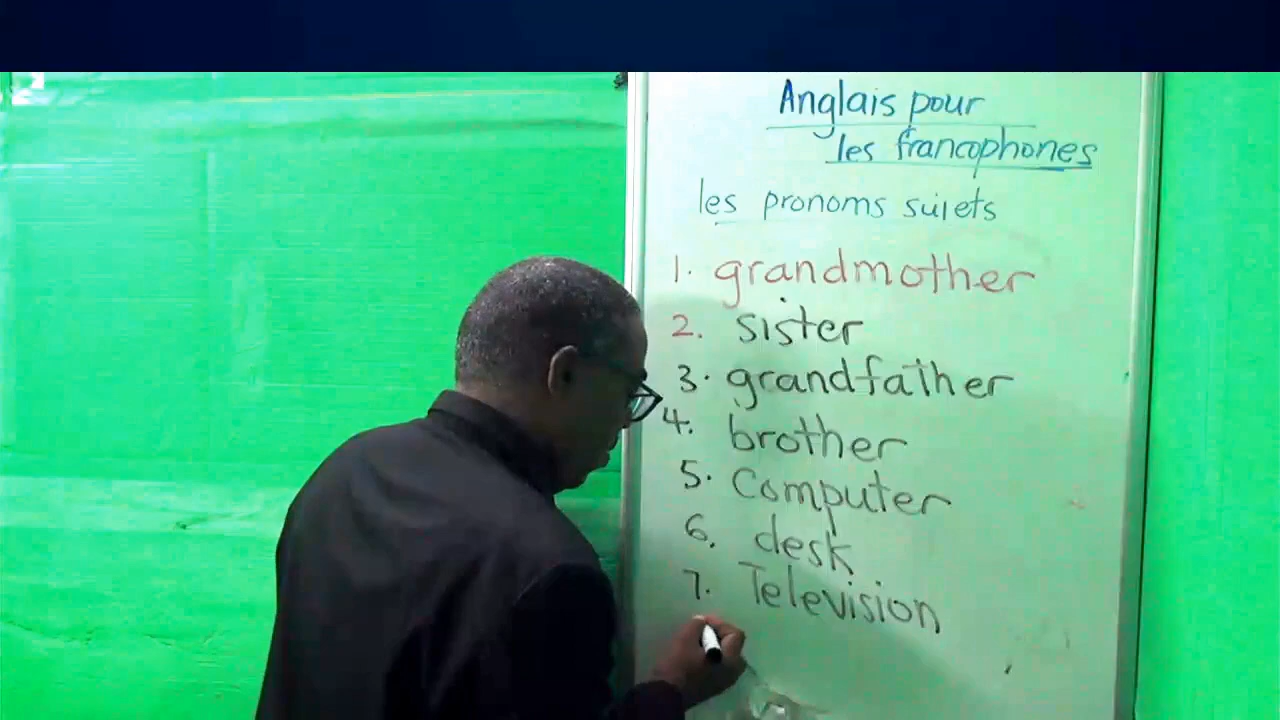 Anglais pour
les francophones
les pronoms sujets
1. grandmother
2. sister
3. grandfather
4. brother
5. Computer
6. desk
7. Television